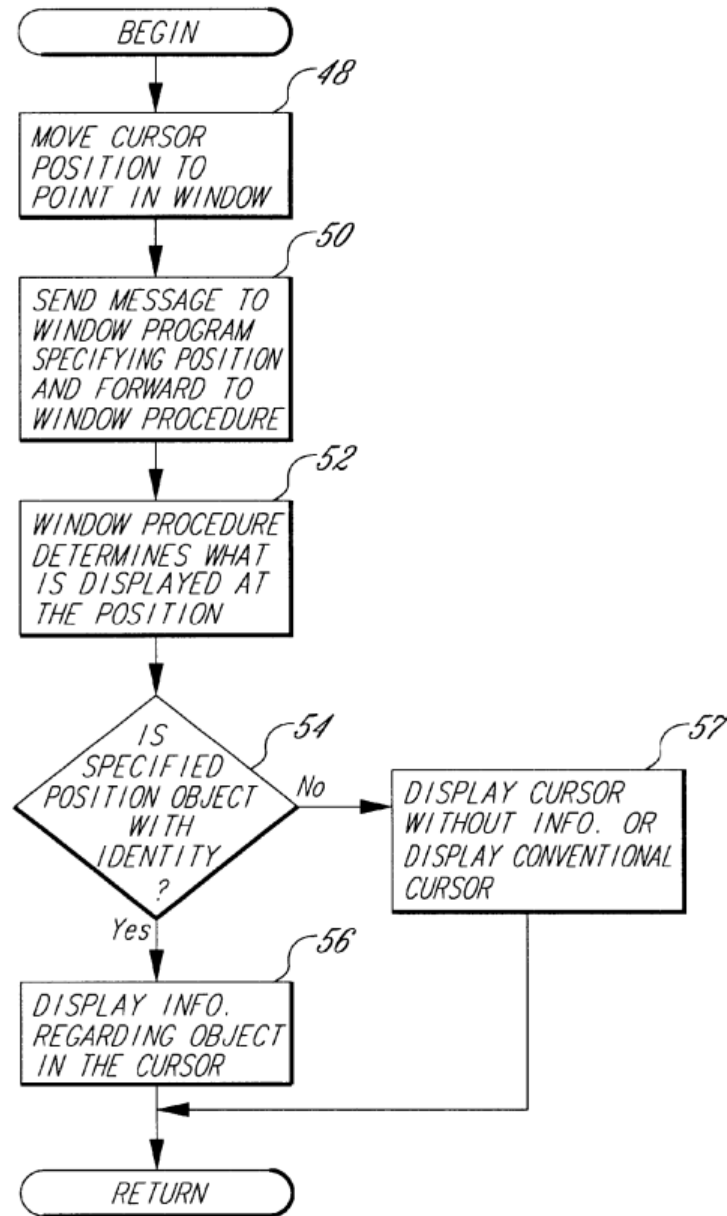 BEGIN
48
MOVE CURSOR
POSITION TO
POINT IN WINDOW
50
SEND MESSAGE TO
WINDOW PROGRAM
SPECIFYING POSITION
AND FORWARD TO
WINDOW PROCEDURE
52
WINDOW PROCEDURE
DETERMINES WHAT
IS DISPLAYED AT
THE POSITION
54
IS
SPECIFIED
POSITION OBJECT
WITH
IDENTITY
?
No
57
DISPLAY CURSOR
WITHOUT INFO. OR
DISPLAY CONVENTIONAL
CURSOR
Yes
56
DISPLAY INFO.
REGARDING OBJECT
IN THE CURSOR
RETURN